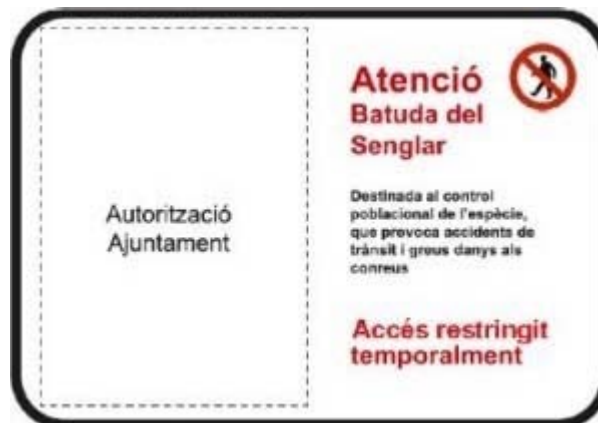 Autorització
Ajuntament
Atenció
Batuda del
Senglar
Destinada al control
poblacional de l'espècie,
que provoca accidents de
trànsit i greus danys als
conreus
Accés restringit
temporalment